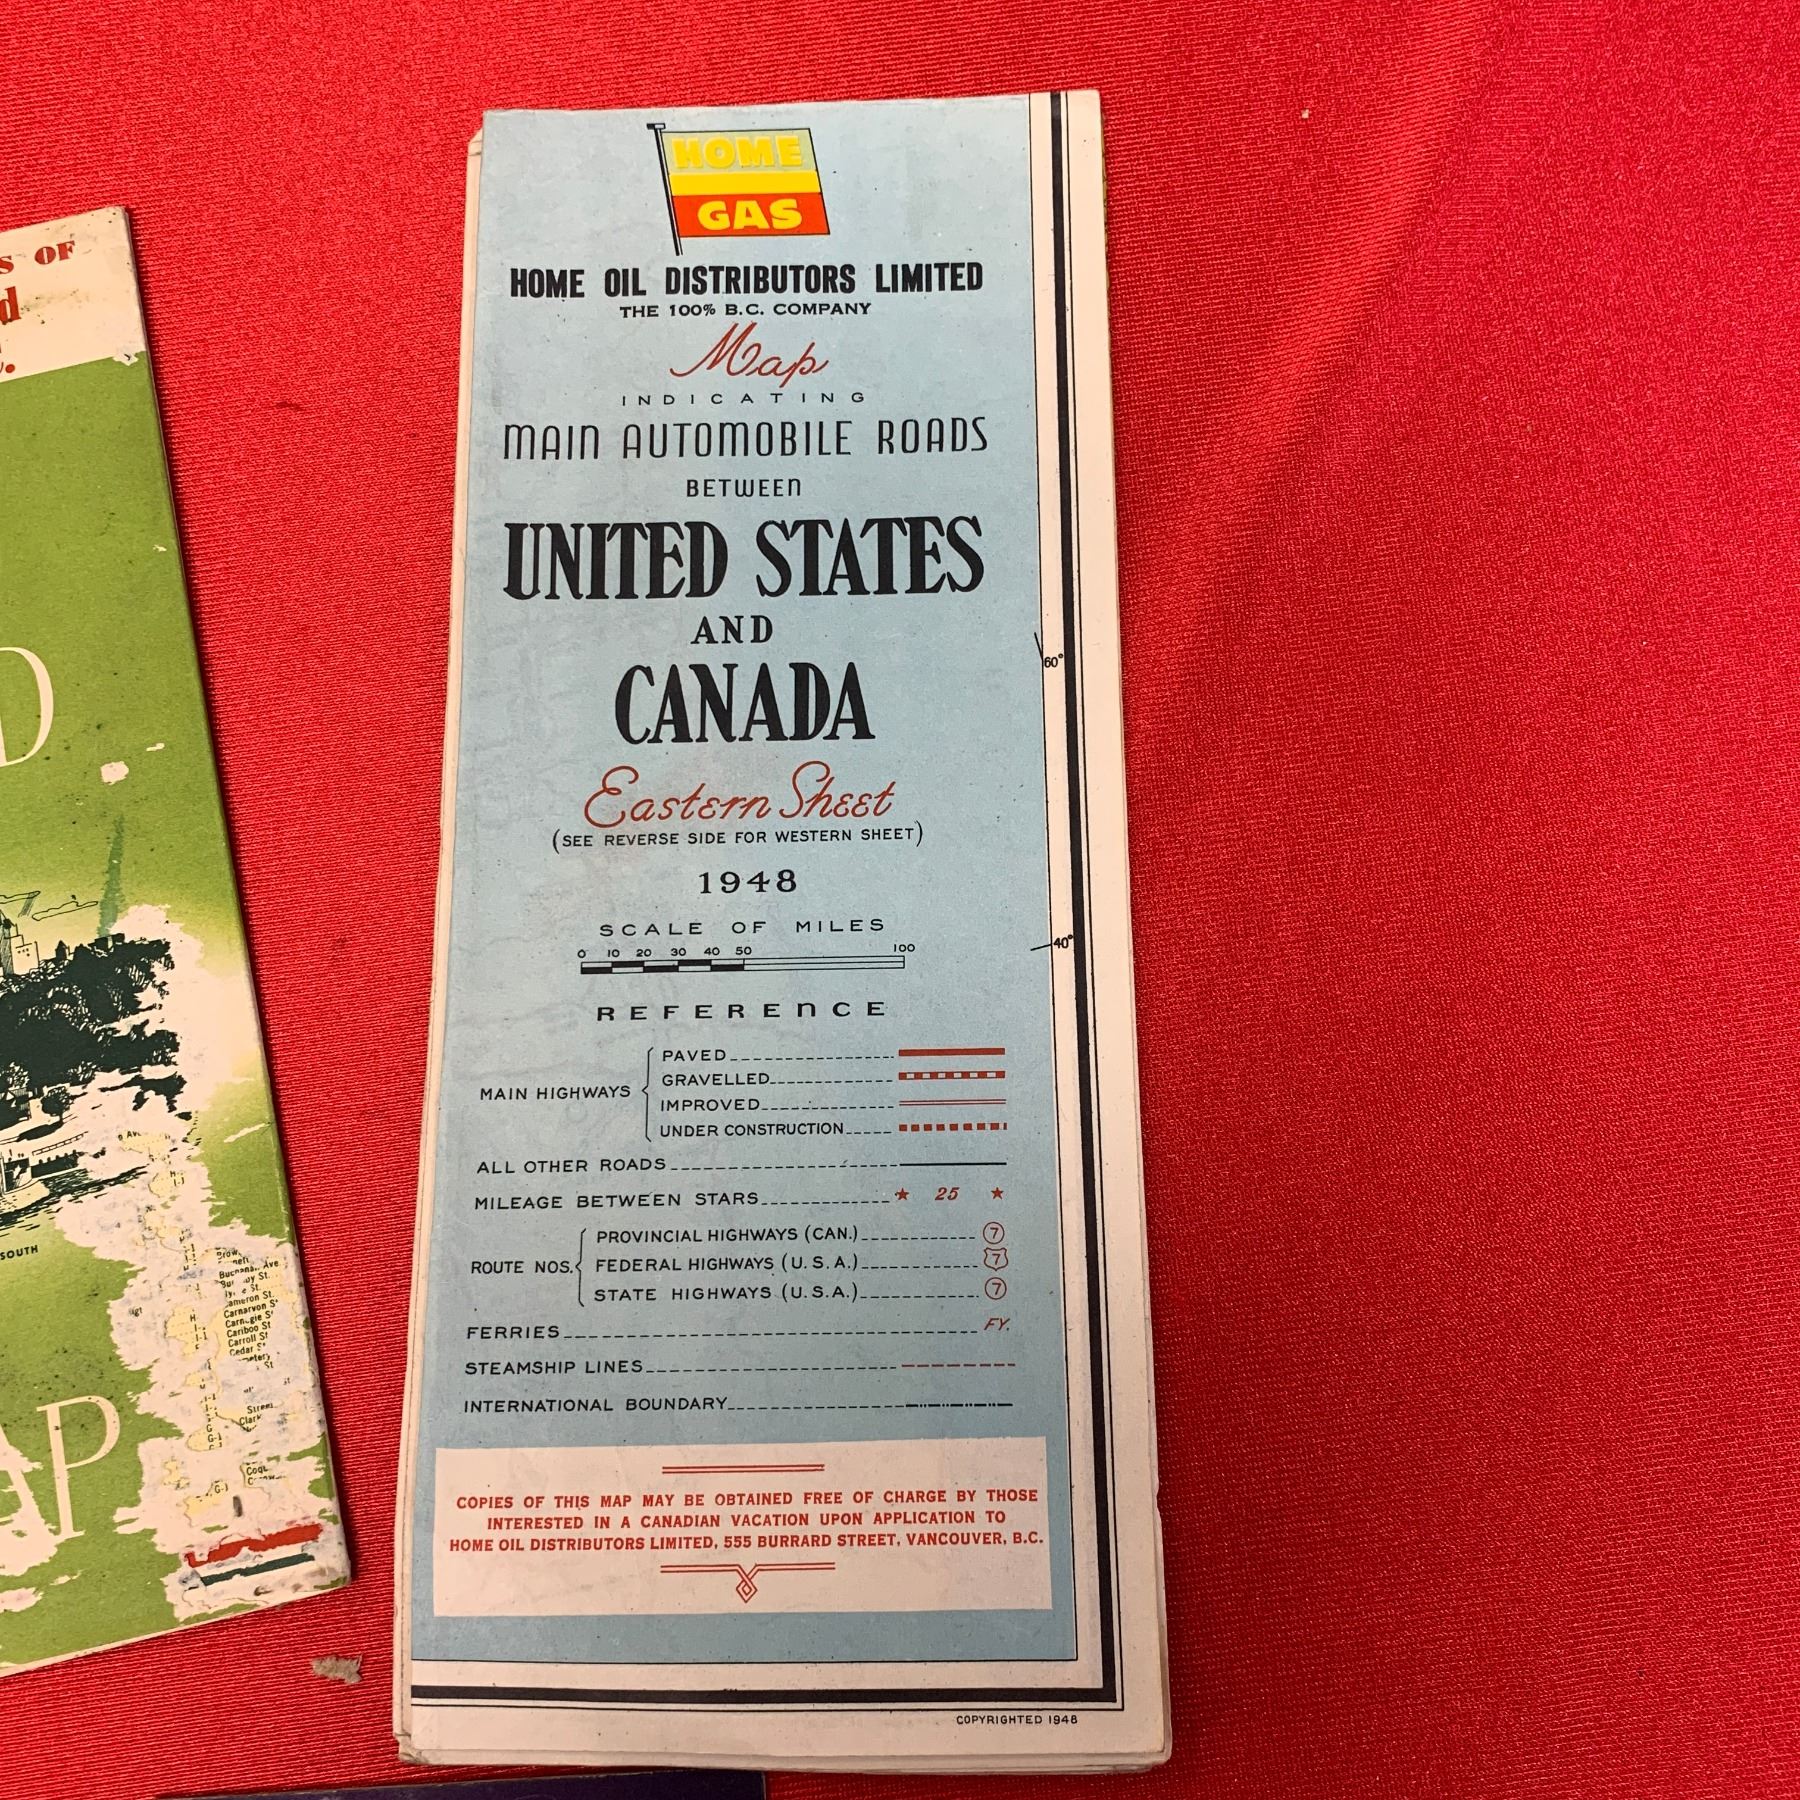 HOME
GAS
HOME OIL DISTRIBUTORS LIMITED
THE 100% B.C. COMPANY
Map
INDICATING
MAIN AUTOMOBILE ROADS
BETWEEN
UNITED STATES
AND
CANADA
Eastern Sheet
(SEE REVERSE SIDE FOR WESTERN SHEET)
1948
SCALE OF MILES
0 10 20 30 40 50 100
REFERENCE
MAIN HIGHWAYS
PAVED
GRAVELLED
IMPROVED
UNDER CONSTRUCTION
ALL OTHER ROADS
MILEAGE BETWEEN STARS ★ 25 ★
ROUTE NOS.
PROVINCIAL HIGHWAYS (CAN.) 7
FEDERAL HIGHWAYS (U.S.A.) 7
STATE HIGHWAYS (U.S.A.) 7
FERRIES FY.
STEAMSHIP LINES
INTERNATIONAL BOUNDARY
COPIES OF THIS MAP MAY BE OBTAINED FREE OF CHARGE BY THOSE
INTERESTED IN A CANADIAN VACATION UPON APPLICATION TO
HOME OIL DISTRIBUTORS LIMITED, 555 BURRARD STREET, VANCOUVER, B.C.
COPYRIGHTED 1948
60°
40°
OF
SOUTH
Carnarvon S
Cariboo St
Carroll St
Cedar S